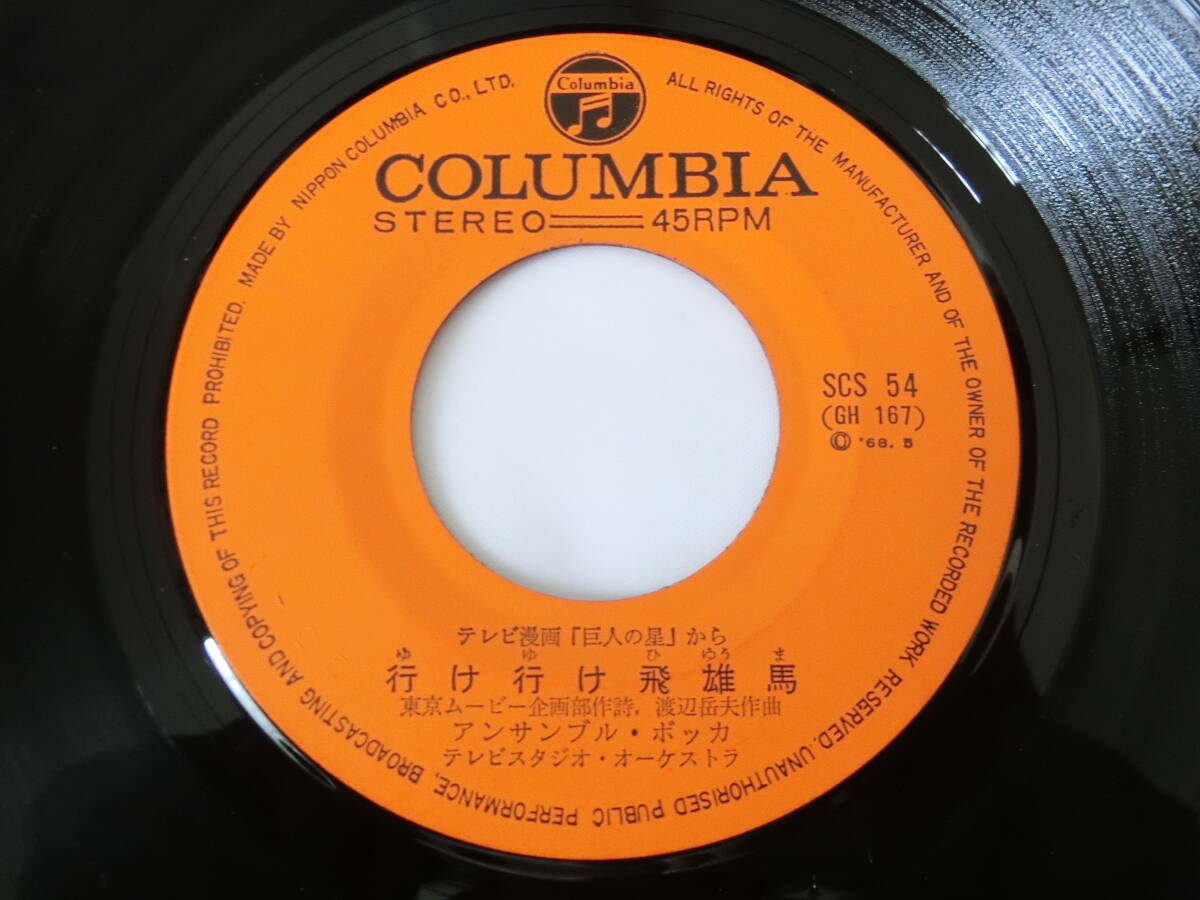 Columbia
COLUMBIA
STEREO 45RPM
ALL RIGHTS OF THE MANUFACTURER AND OF THE OWNER OF THE RECORDED WORK RESERVED. UNAUTHORISED PUBLIC PERFORMANCE, BROADCASTING AND COPYING OF THIS RECORD PROHIBITED. MADE BY NIPPON COLUMBIA CO., LTD.
SCS 54
(GH 167)
Ⓒ '68. 5
テレビ漫画『巨人の星』から
ゆ ゆ ひ ゆう ま
行け行け飛雄馬
東京ムービー企画部作詩, 渡辺岳夫作曲
アンサンブル・ボッカ
テレビスタジオ・オーケストラ